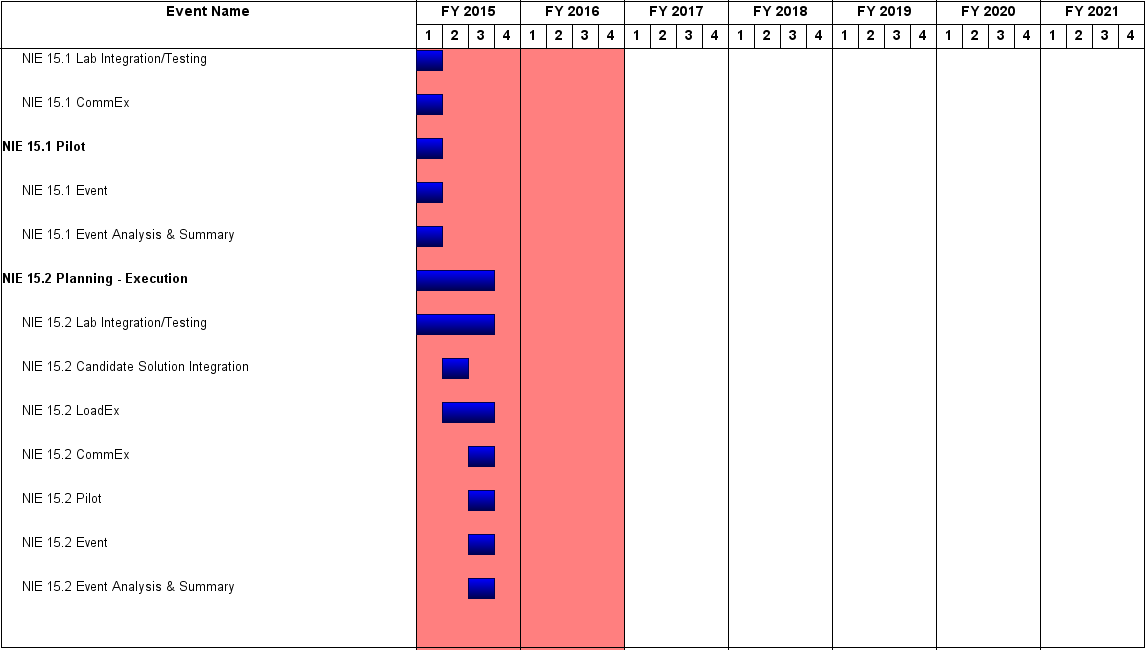 Event Name FY 2015 FY 2016 FY 2017 FY 2018 FY 2019 FY 2020 FY 2021
1 2 3 4 1 2 3 4 1 2 3 4 1 2 3 4 1 2 3 4 1 2 3 4 1 2 3 4
NIE 15.1 Lab Integration/Testing
NIE 15.1 CommEx
NIE 15.1 Pilot
NIE 15.1 Event
NIE 15.1 Event Analysis & Summary
NIE 15.2 Planning - Execution
NIE 15.2 Lab Integration/Testing
NIE 15.2 Candidate Solution Integration
NIE 15.2 LoadEx
NIE 15.2 CommEx
NIE 15.2 Pilot
NIE 15.2 Event
NIE 15.2 Event Analysis & Summary